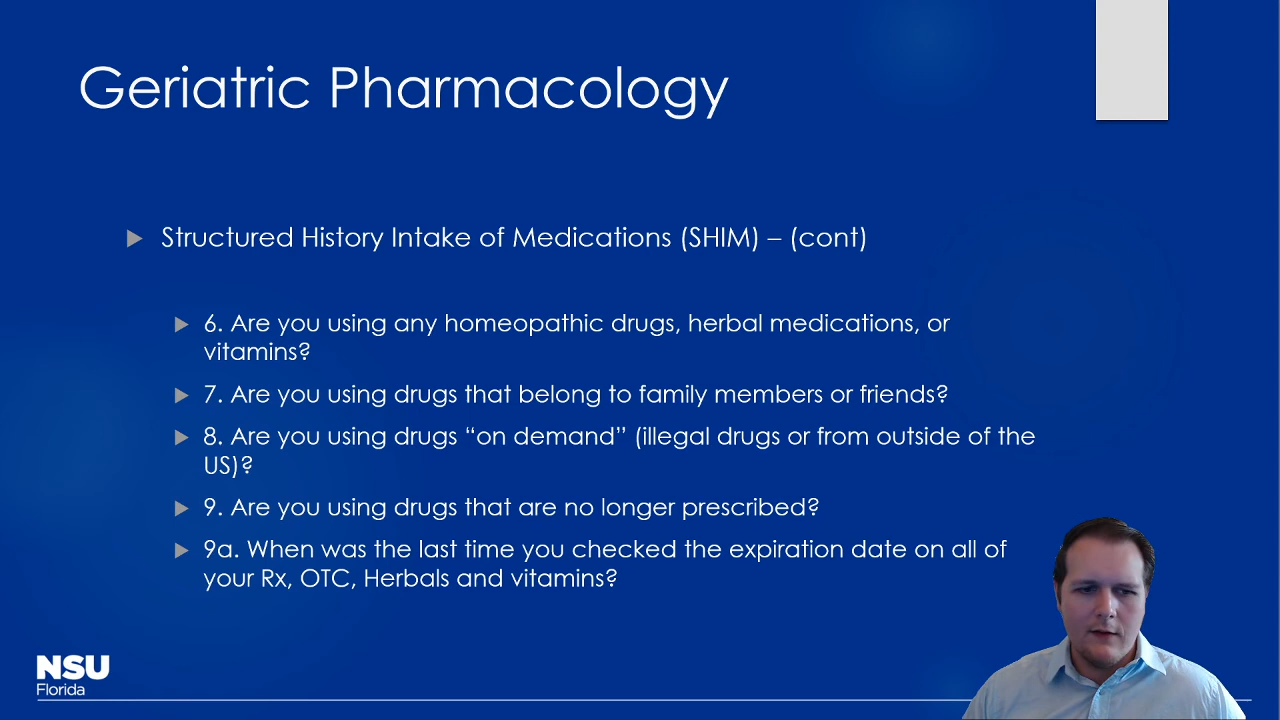 Geriatric Pharmacology
Structured History Intake of Medications (SHIM) – (cont)
6. Are you using any homeopathic drugs, herbal medications, or
vitamins?
7. Are you using drugs that belong to family members or friends?
8. Are you using drugs “on demand” (illegal drugs or from outside of the
US)?
9. Are you using drugs that are no longer prescribed?
9a. When was the last time you checked the expiration date on all of
your Rx, OTC, Herbals and vitamins?
NSU
Florida